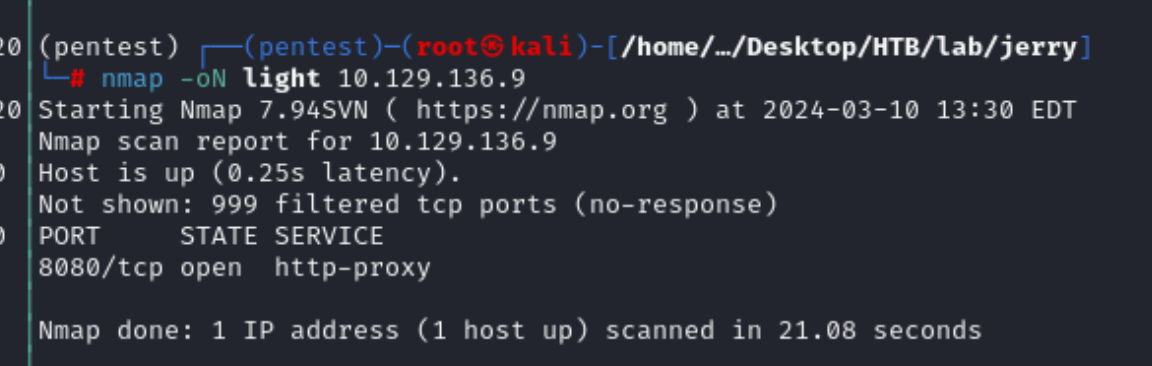 20 (pentest) ┌──(pentest)─(root㉿kali)-[/home/…/Desktop/HTB/lab/jerry]
└─# nmap -oN light 10.129.136.9
20 Starting Nmap 7.94SVN ( https://nmap.org ) at 2024-03-10 13:30 EDT
Nmap scan report for 10.129.136.9
Host is up (0.25s latency).
Not shown: 999 filtered tcp ports (no-response)
PORT     STATE SERVICE
8080/tcp open  http-proxy
Nmap done: 1 IP address (1 host up) scanned in 21.08 seconds